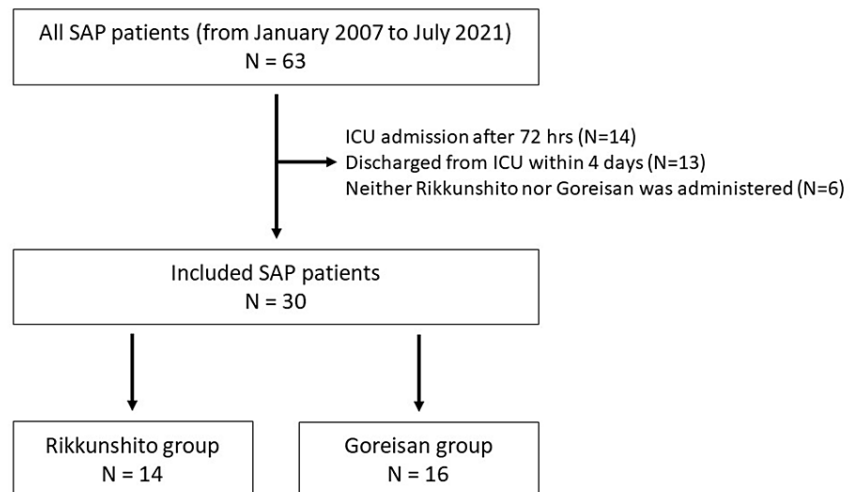 All SAP patients (from January 2007 to July 2021)
N = 63
ICU admission after 72 hrs (N=14)
Discharged from ICU within 4 days (N=13)
Neither Rikkunshito nor Goreisan was administered (N=6)
Included SAP patients
N = 30
Rikkunshito group
N = 14
Goreisan group
N = 16